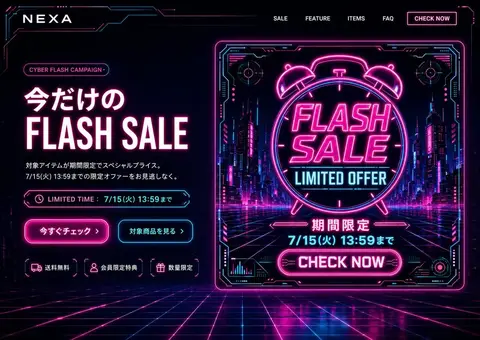 NEXA
SALE
FEATURE
ITEMS
FAQ
CHECK NOW
CYBER FLASH CAMPAIGN
今だけの
FLASH SALE
対象アイテムが期間限定でスペシャルプライス。
7/15(火) 13:59までの限定オファーをお見逃しなく。
LIMITED TIME : 7/15(火) 13:59まで
今すぐチェック
対象商品を見る
送料無料
会員限定特典
数量限定
FLASH
SALE
LIMITED OFFER
期間限定
7/15(火) 13:59まで
CHECK NOW